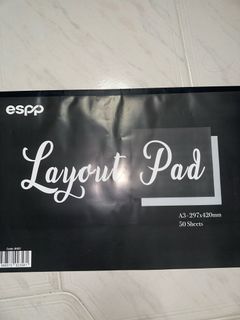 espp
Layout Pad
A3 - 297x420mm
50 Sheets